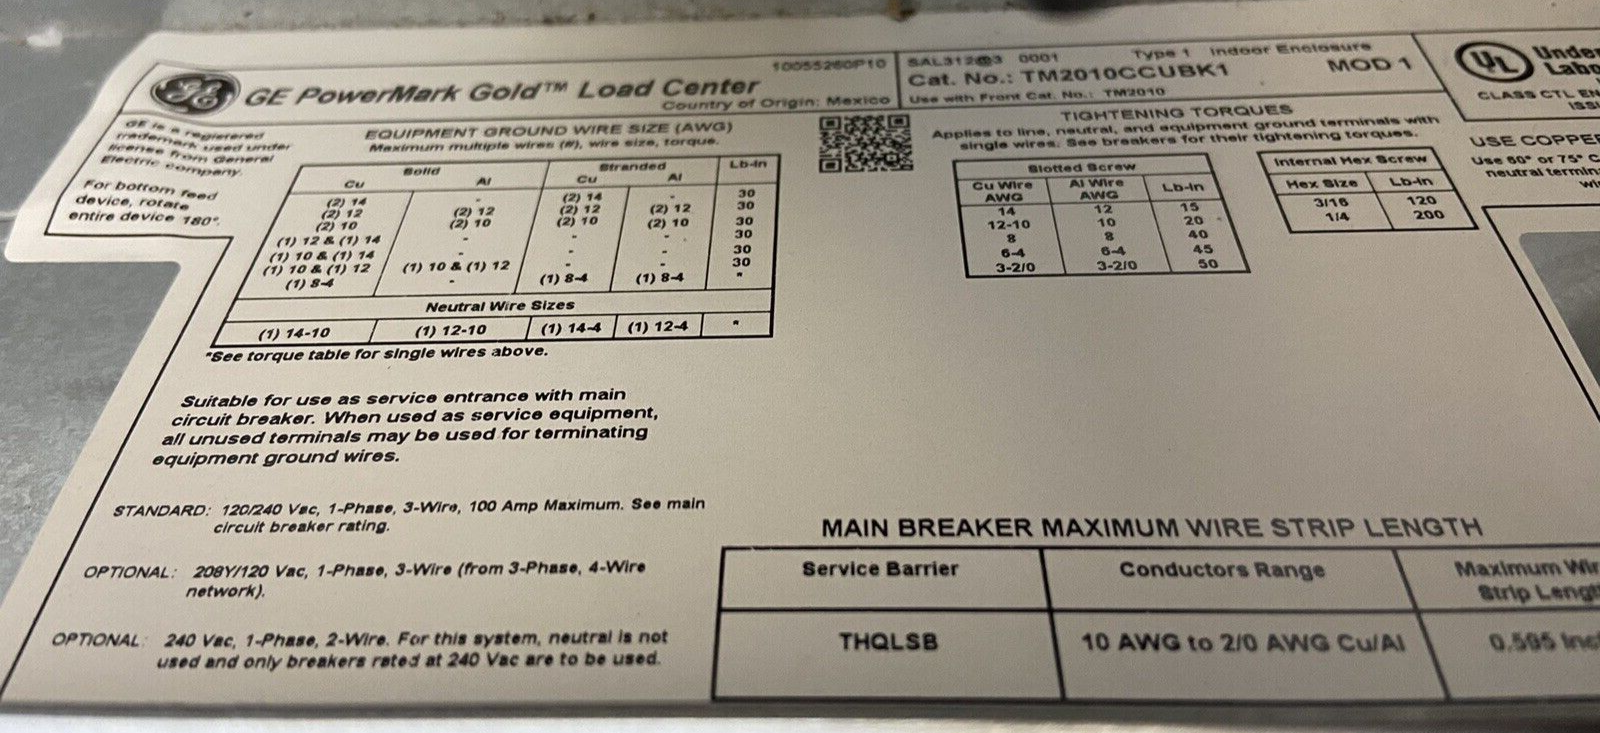 GE PowerMark Gold™ Load Center
10055260P10
Country of Origin: Mexico
0001 Type 1 Indoor Enclosure
Cat. No.: TM2010CCUBK1 MOD 1
Use with Front Cat. No.: TM2010
UL
CLASS CTL
GE is a registered
trademark used under
license from General
Electric company.
For bottom feed
device, rotate
entire device 180°.
EQUIPMENT GROUND WIRE SIZE (AWG)
Maximum multiple wires (#), wire size, torque.
Solid Stranded Lb-in
Cu Al Cu Al
(2) 14 - (2) 14 - 30
(2) 12 (2) 12 (2) 12 (2) 12 30
(2) 10 (2) 10 (2) 10 (2) 10 30
(1) 12 & (1) 14 - - - 30
(1) 10 & (1) 14 - - - 30
(1) 10 & (1) 12 (1) 10 & (1) 12 - - 30
(1) 8-4 - (1) 8-4 (1) 8-4 *
Neutral Wire Sizes
(1) 14-10 (1) 12-10 (1) 14-4 (1) 12-4 *
*See torque table for single wires above.
TIGHTENING TORQUES
Applies to line, neutral, and equipment ground terminals with
single wires. See breakers for their tightening torques.
Slotted Screw
Cu Wire AWG Al Wire AWG Lb-in
14 12 15
12-10 10 20
8 8 40
6-4 6-4 45
3-2/0 3-2/0 50
Internal Hex Screw
Hex Size Lb-in
3/16 120
1/4 200
USE COPPER
Use 60° or 75° C
neutral
Suitable for use as service entrance with main
circuit breaker. When used as service equipment,
all unused terminals may be used for terminating
equipment ground wires.
STANDARD: 120/240 Vac, 1-Phase, 3-Wire, 100 Amp Maximum. See main
circuit breaker rating.
OPTIONAL: 208Y/120 Vac, 1-Phase, 3-Wire (from 3-Phase, 4-Wire
network).
OPTIONAL: 240 Vac, 1-Phase, 2-Wire. For this system, neutral is not
used and only breakers rated at 240 Vac are to be used.
MAIN BREAKER MAXIMUM WIRE STRIP LENGTH
Service Barrier Conductors Range Maximum
Strip
THQLSB 10 AWG to 2/0 AWG Cu/Al 0.595